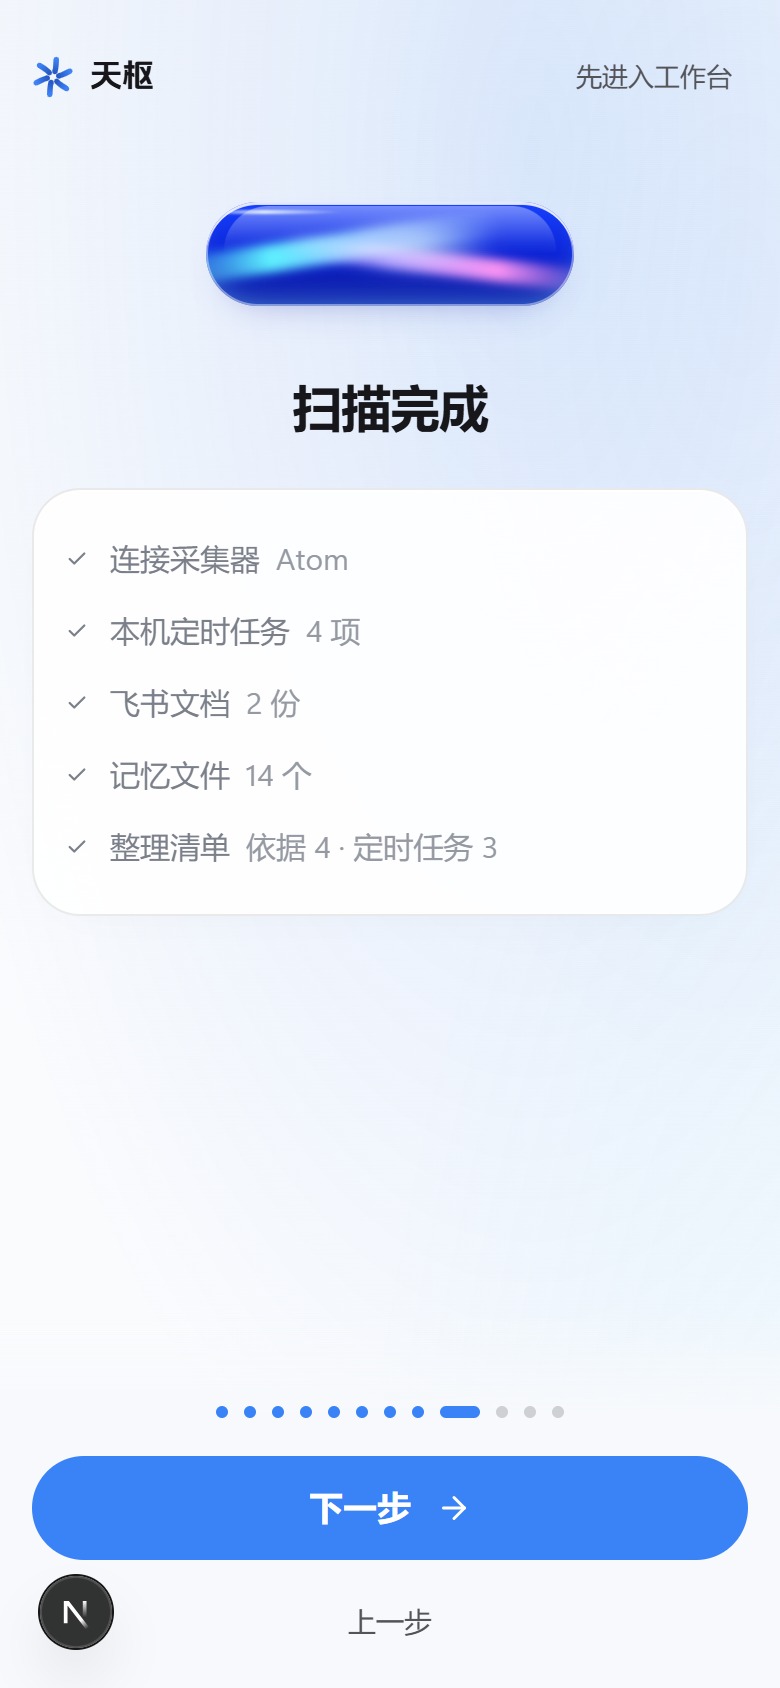 天枢
先进入工作台
扫描完成
连接采集器 Atom
本机定时任务 4 项
飞书文档 2 份
记忆文件 14 个
整理清单 依据 4 · 定时任务 3
下一步
N
上一步